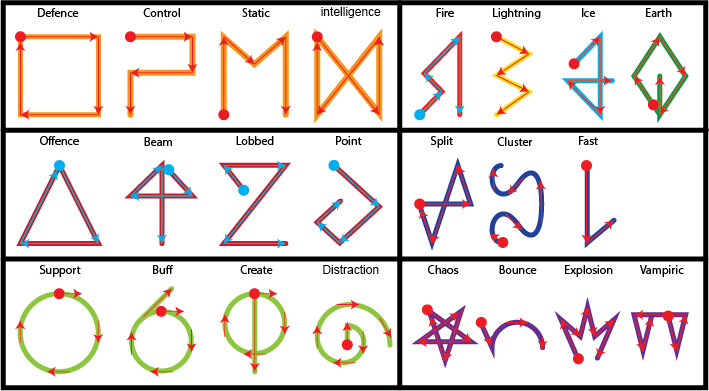 Defence Control Static intelligence
Fire Lightning Ice Earth
Offence Beam Lobbed Point
Split Cluster Fast
Support Buff Create Distraction
Chaos Bounce Explosion Vampiric